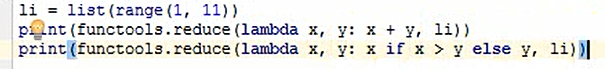 li = list(range(1, 11))
print(functools.reduce(lambda x, y: x + y, li))
print(functools.reduce(lambda x, y: x if x > y else y, li))